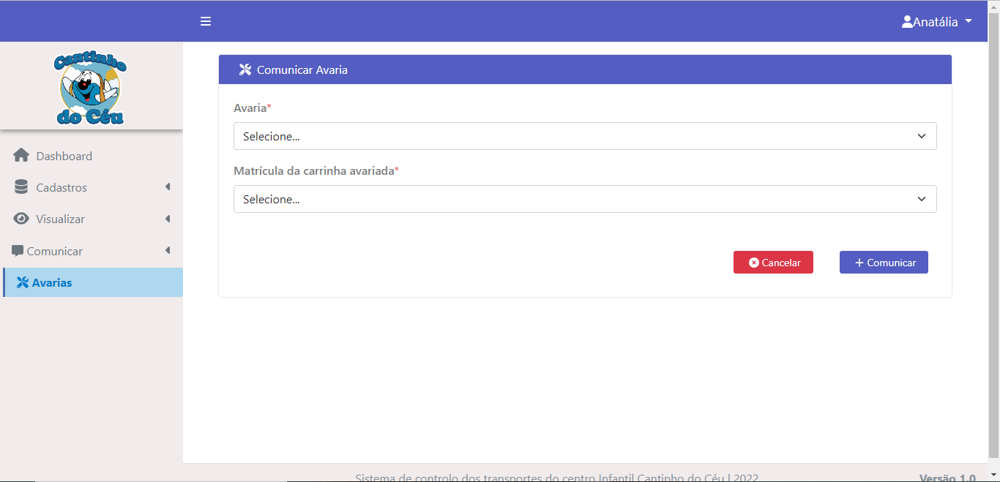 Anatália
Cantinho
do Céu
Comunicar Avaria
Avaria*
Selecione...
Matrícula da carrinha avariada*
Selecione...
Dashboard
Cadastros
Visualizar
Comunicar
Avarias
Cancelar
Comunicar
Sistema de controlo dos transportes do centro Infantil Cantinho do Céu | 2022
Versão 1.0